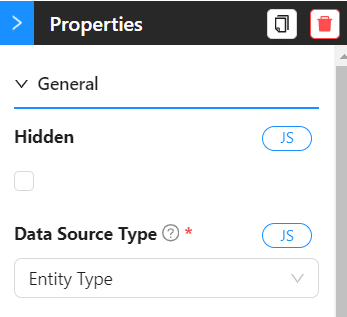 Properties
General
Hidden
JS
Data Source Type ? *
JS
Entity Type